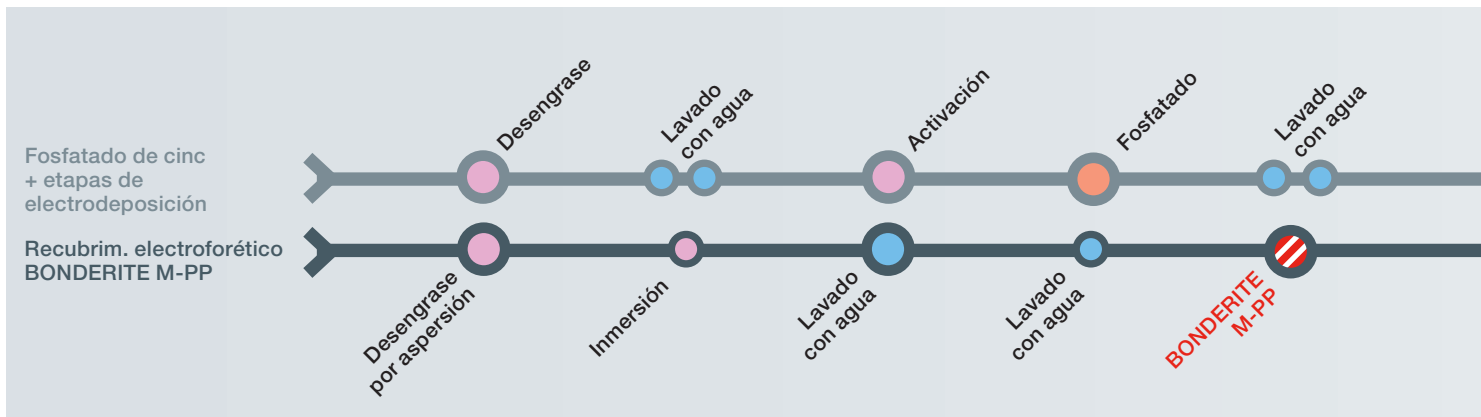 Fosfatado de cinc
+ etapas de
electrodeposición
Desengrase
Lavado
con agua
Activación
Fosfatado
Lavado
con agua
Recubrim. electroforético
BONDERITE M-PP
Desengrase
por aspersión
Inmersión
Lavado
con agua
Lavado
con agua
BONDERITE
M-PP